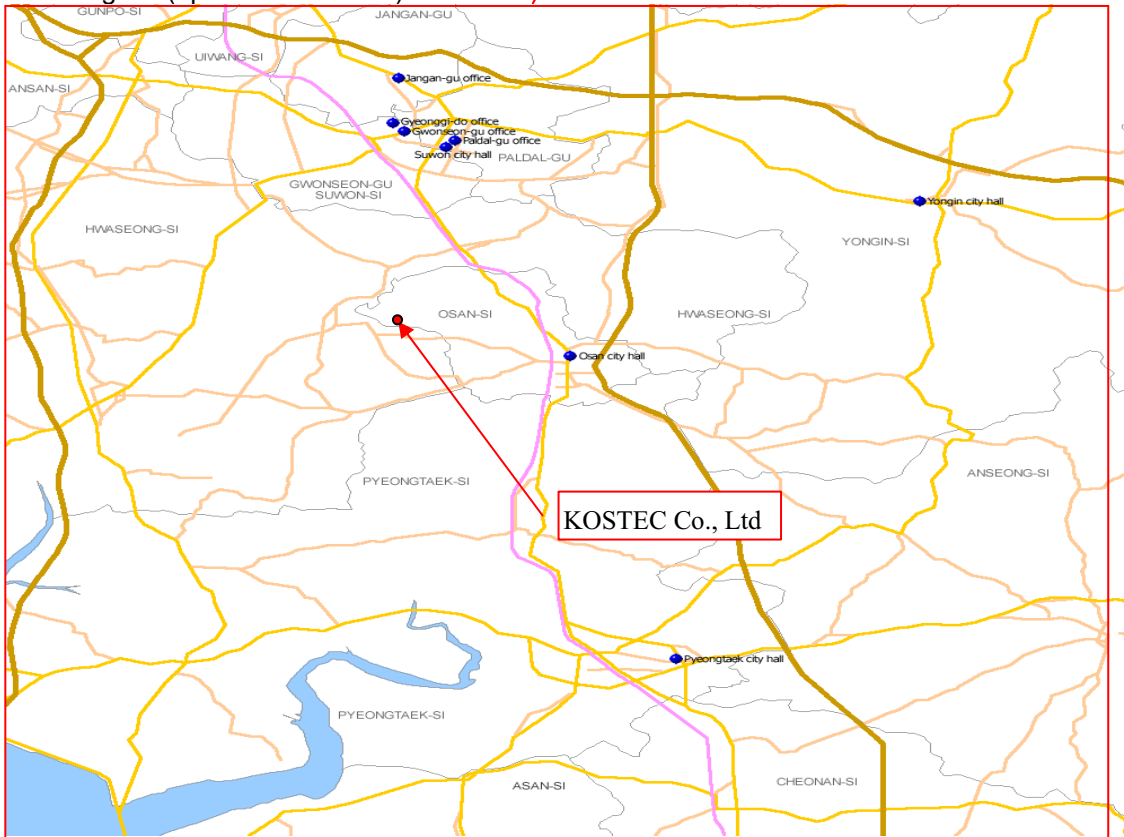 GUNPO-SI
JANGAN-GU
UIWANG-SI
ANSAN-SI
Jangan-gu office
Gyeonggi-do office
Gwonseon-gu office
Paldal-gu office
Suwon city hall
PALDAL-GU
GWONSEON-GU
SUWON-SI
Yongin city hall
HWASEONG-SI
YONGIN-SI
OSAN-SI
HWASEONG-SI
Osan city hall
ANSEONG-SI
PYEONGTAEK-SI
KOSTEC Co., Ltd
Pyeongtaek city hall
PYEONGTAEK-SI
ASAN-SI
CHEONAN-SI